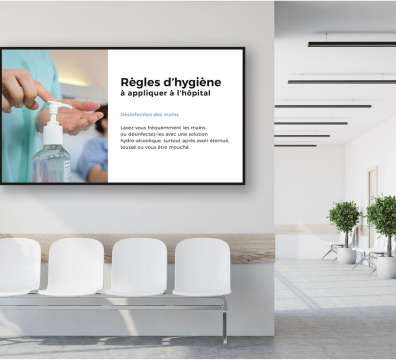 Règles d'hygiène
à appliquer à l'hôpital
Désinfection des mains
Lavez-vous fréquemment les mains
ou désinfectez-les avec une solution
hydro-alcoolique, surtout après avoir éternué,
toussé ou vous être mouché.